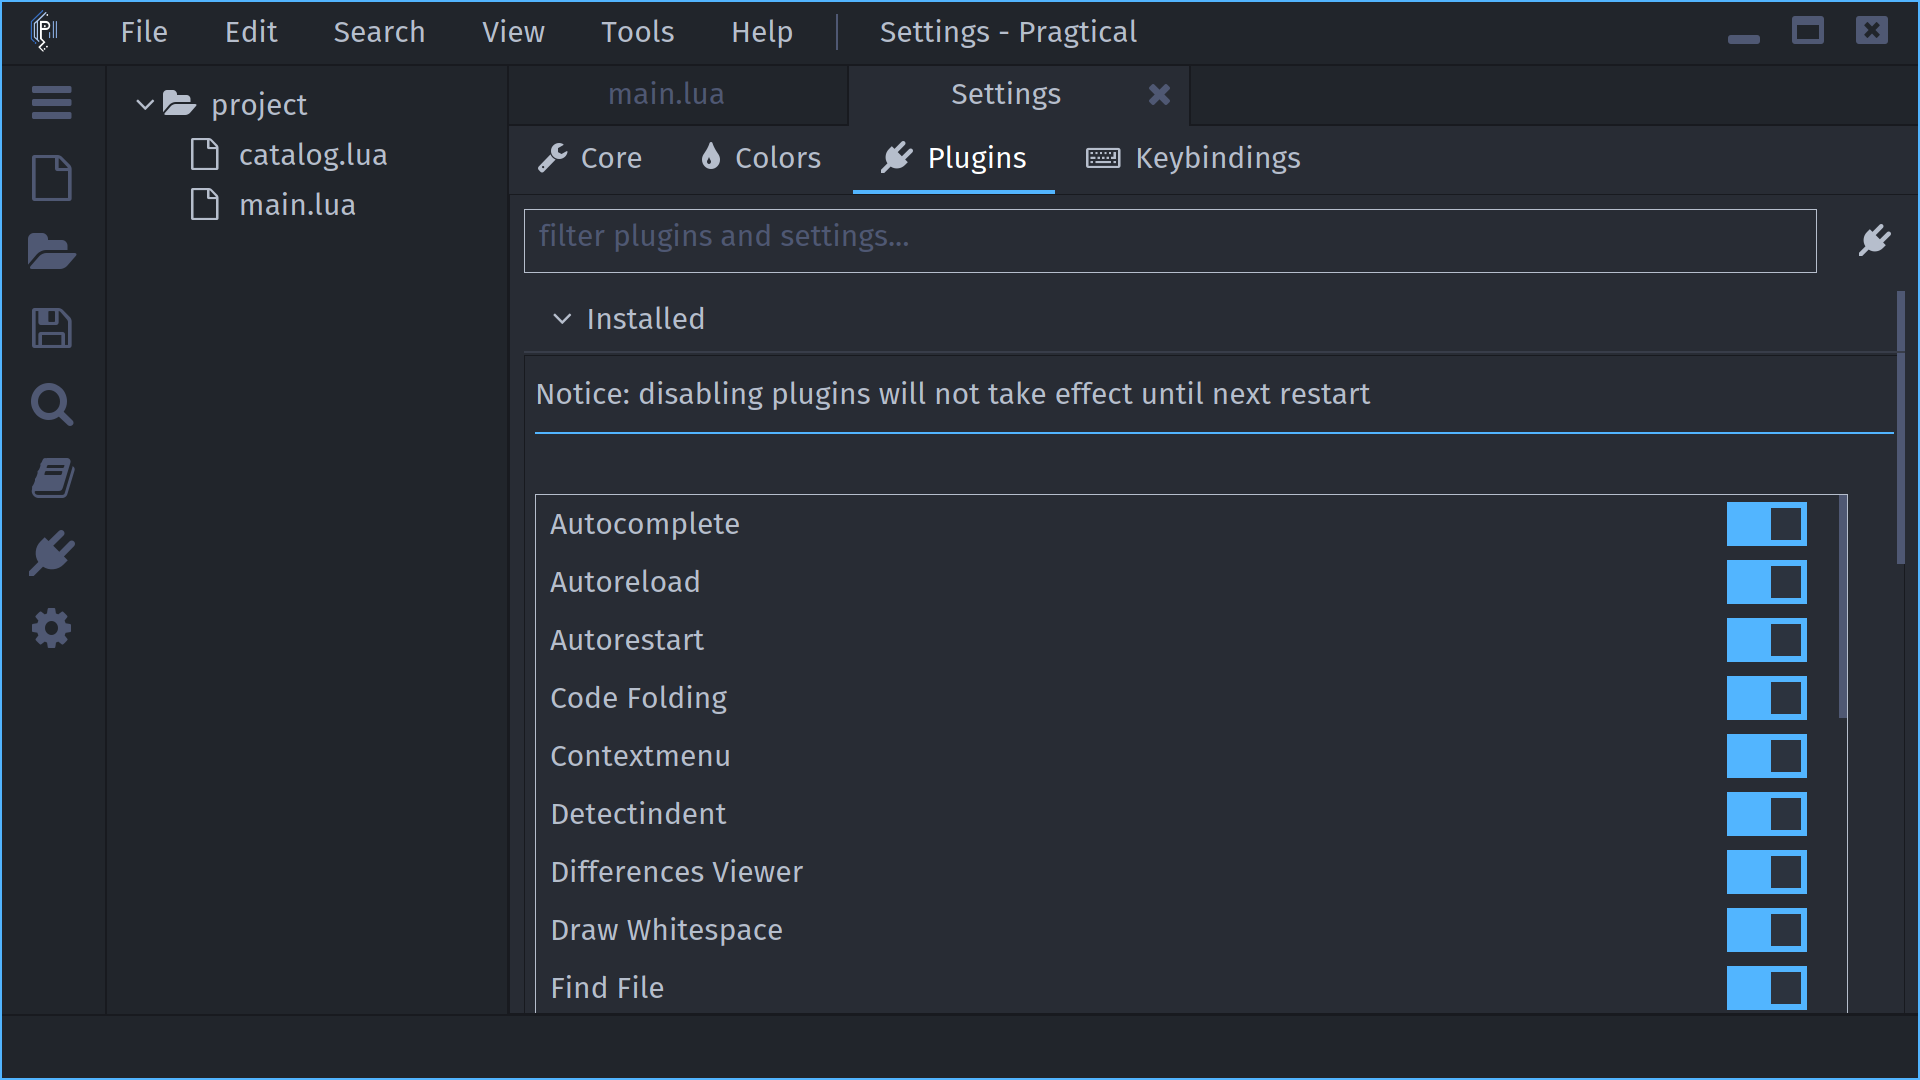 File Edit Search View Tools Help Settings - Pragtical
project
catalog.lua
main.lua
main.lua Settings
Core Colors Plugins Keybindings
filter plugins and settings...
Installed
Notice: disabling plugins will not take effect until next restart
Autocomplete
Autoreload
Autorestart
Code Folding
Contextmenu
Detectindent
Differences Viewer
Draw Whitespace
Find File